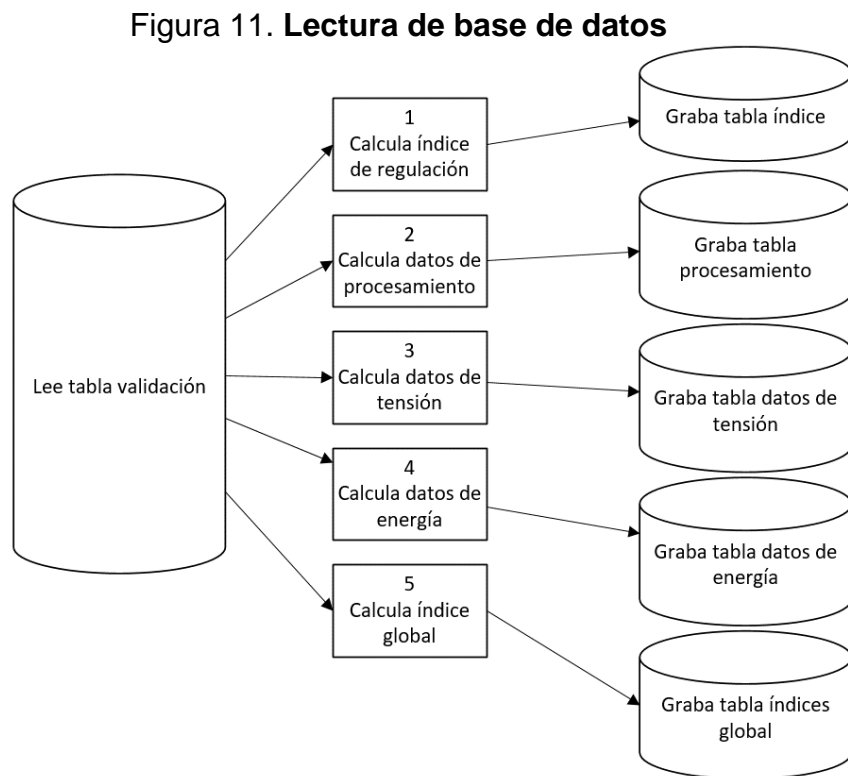 Figura 11. Lectura de base de datos
Lee tabla validación
1
Calcula índice
de regulación
Graba tabla índice
2
Calcula datos de
procesamiento
Graba tabla
procesamiento
3
Calcula datos de
tensión
Graba tabla datos de
tensión
4
Calcula datos de
energía
Graba tabla datos de
energía
5
Calcula índice
global
Graba tabla índices
global